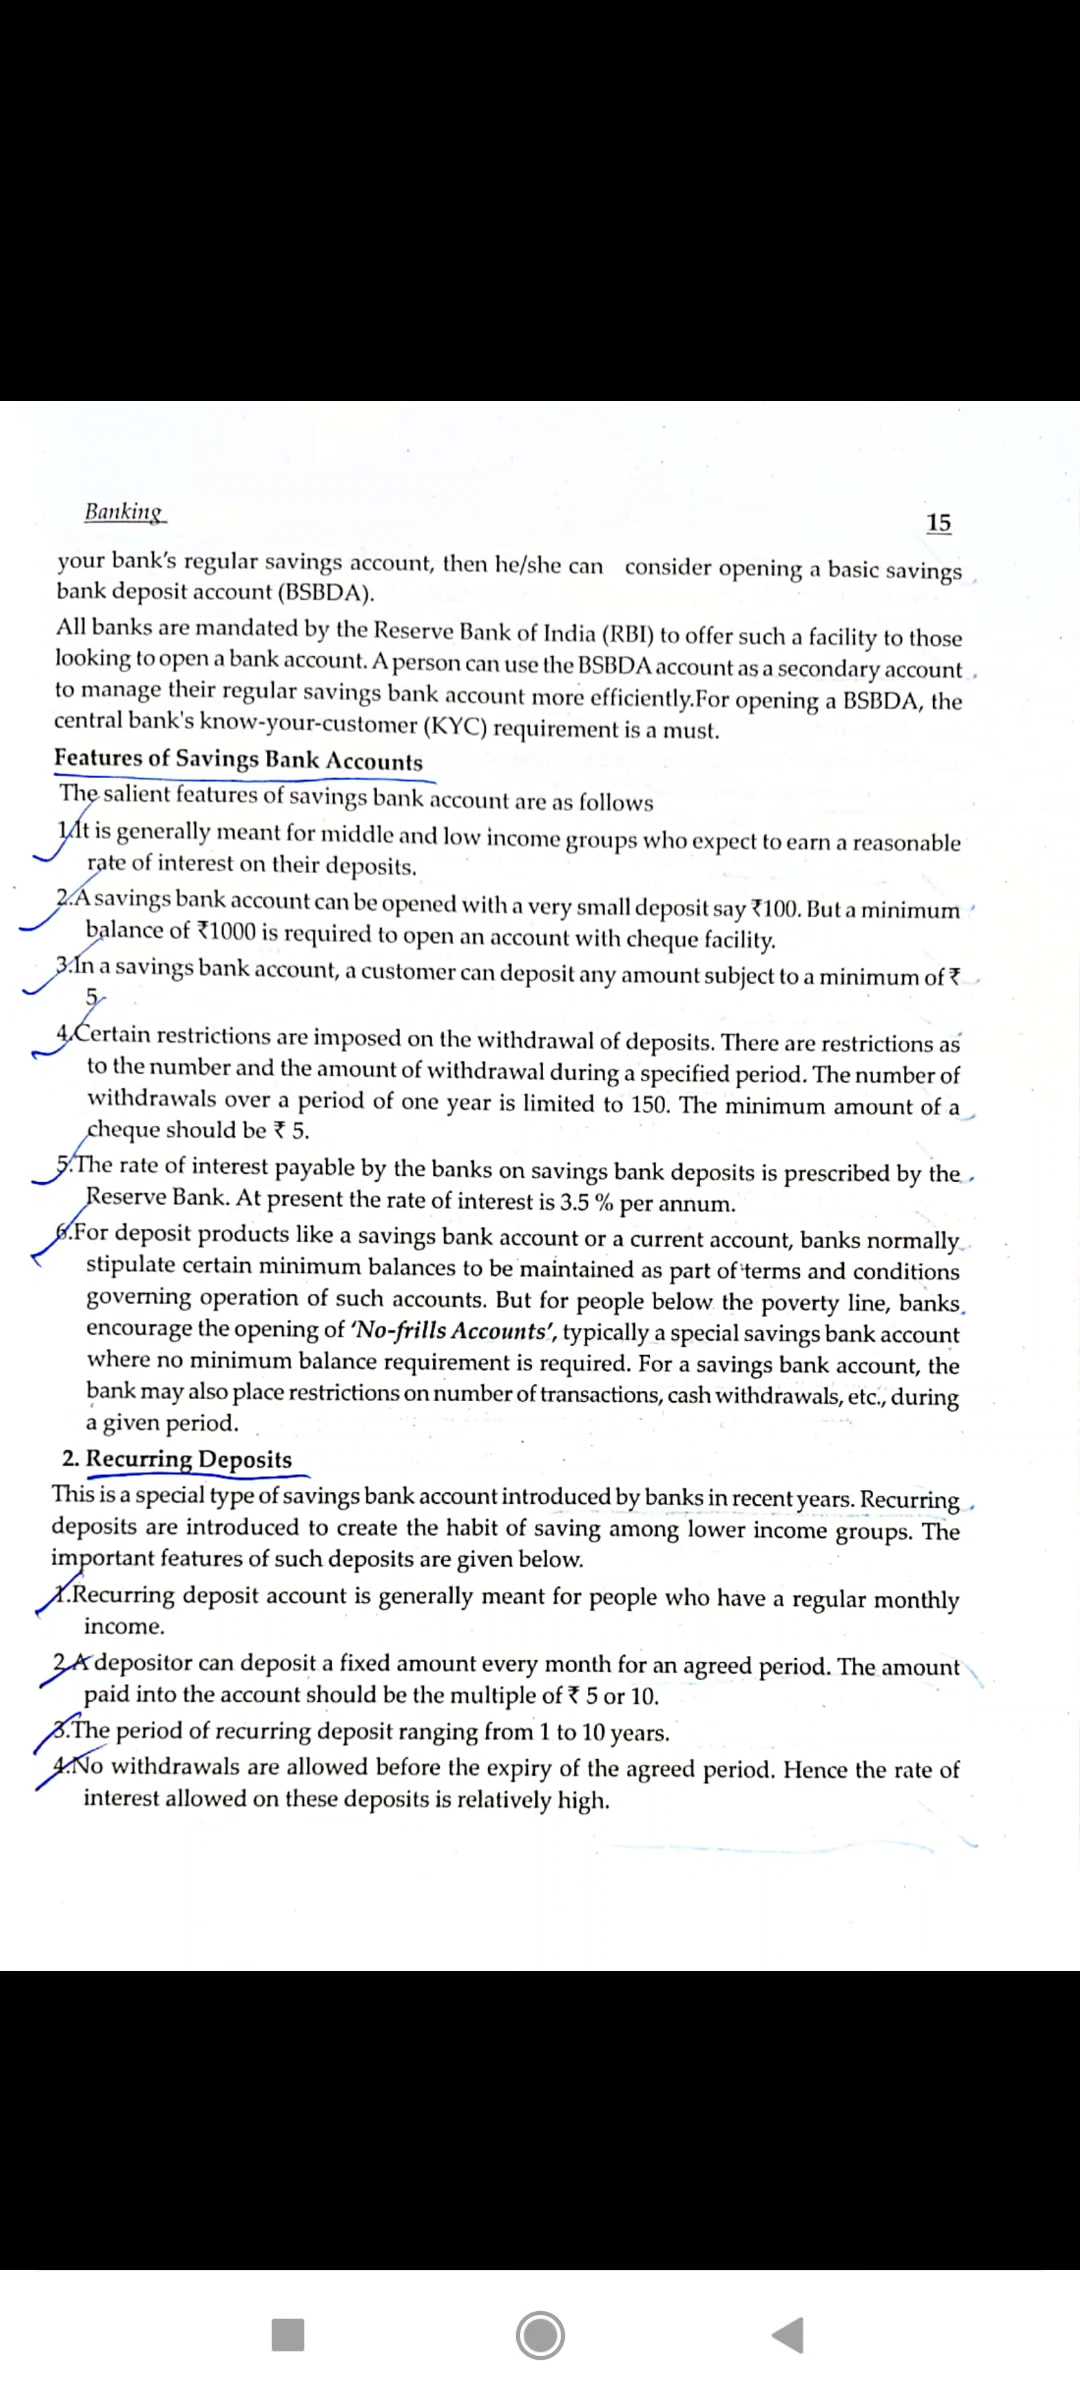 Banking
15
your bank's regular savings account, then he/she can consider opening a basic savings
bank deposit account (BSBDA).
All banks are mandated by the Reserve Bank of India (RBI) to offer such a facility to those
looking to open a bank account. A person can use the BSBDA account as a secondary account
to manage their regular savings bank account more efficiently.For opening a BSBDA, the
central bank's know-your-customer (KYC) requirement is a must.
Features of Savings Bank Accounts
The salient features of savings bank account are as follows
1.It is generally meant for middle and low income groups who expect to earn a reasonable
rate of interest on their deposits.
2.A savings bank account can be opened with a very small deposit say ₹100. But a minimum
balance of ₹1000 is required to open an account with cheque facility.
3.In a savings bank account, a customer can deposit any amount subject to a minimum of ₹
5.
4.Certain restrictions are imposed on the withdrawal of deposits. There are restrictions as
to the number and the amount of withdrawal during a specified period. The number of
withdrawals over a period of one year is limited to 150. The minimum amount of a
cheque should be ₹ 5.
5.The rate of interest payable by the banks on savings bank deposits is prescribed by the
Reserve Bank. At present the rate of interest is 3.5 % per annum.
6.For deposit products like a savings bank account or a current account, banks normally
stipulate certain minimum balances to be maintained as part of terms and conditions
governing operation of such accounts. But for people below the poverty line, banks
encourage the opening of 'No-frills Accounts', typically a special savings bank account
where no minimum balance requirement is required. For a savings bank account, the
bank may also place restrictions on number of transactions, cash withdrawals, etc., during
a given period.
2. Recurring Deposits
This is a special type of savings bank account introduced by banks in recent years. Recurring
deposits are introduced to create the habit of saving among lower income groups. The
important features of such deposits are given below.
1.Recurring deposit account is generally meant for people who have a regular monthly
income.
2.A depositor can deposit a fixed amount every month for an agreed period. The amount
paid into the account should be the multiple of ₹ 5 or 10.
3.The period of recurring deposit ranging from 1 to 10 years.
4.No withdrawals are allowed before the expiry of the agreed period. Hence the rate of
interest allowed on these deposits is relatively high.